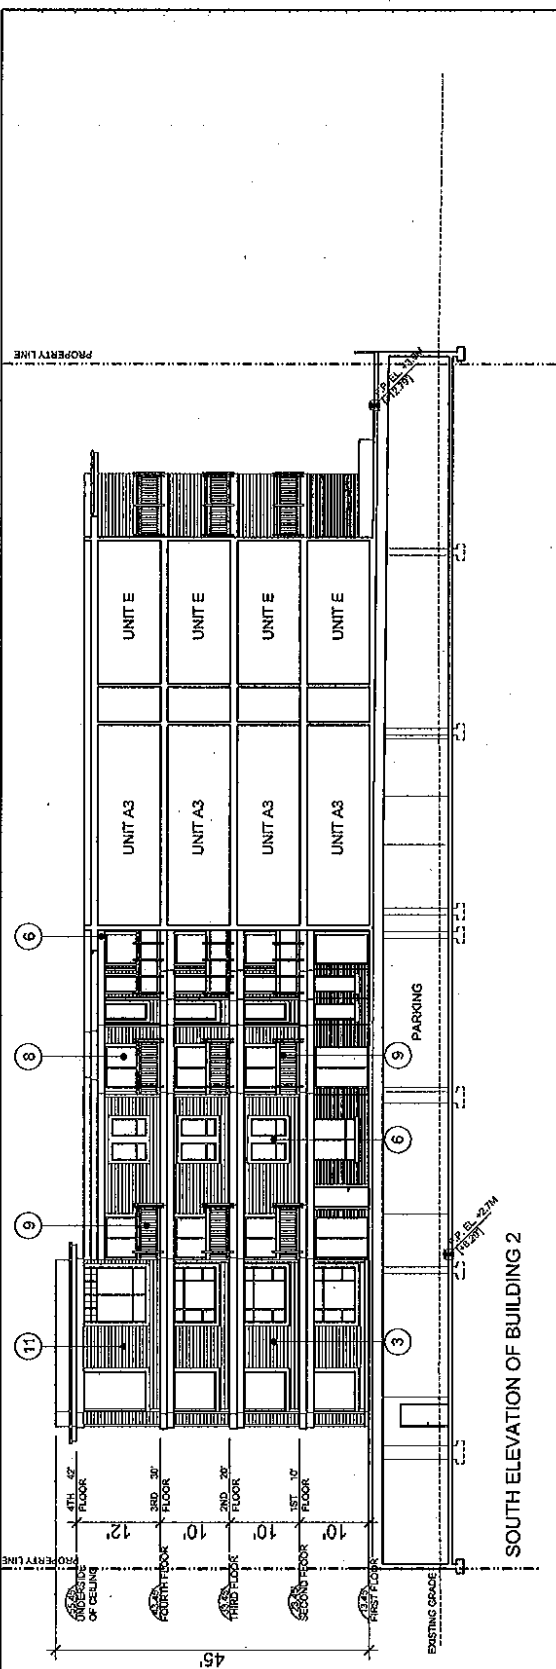 PROPERTY LINE
UNIT E
UNIT E
UNIT E
UNIT E
UNIT A3
UNIT A3
UNIT A3
UNIT A3
6
8
9
11
9
6
3
PARKING
4TH 42'
FLOOR
3RD 30'
FLOOR
2ND 20'
FLOOR
1ST 10'
FLOOR
12'
10'
10'
10'
45'
PROPERTY LINE
UNDERSIDE
OF CEILING
FOURTH FLOOR
THIRD FLOOR
SECOND FLOOR
FIRST FLOOR
EXISTING GRADE
SOUTH ELEVATION OF BUILDING 2